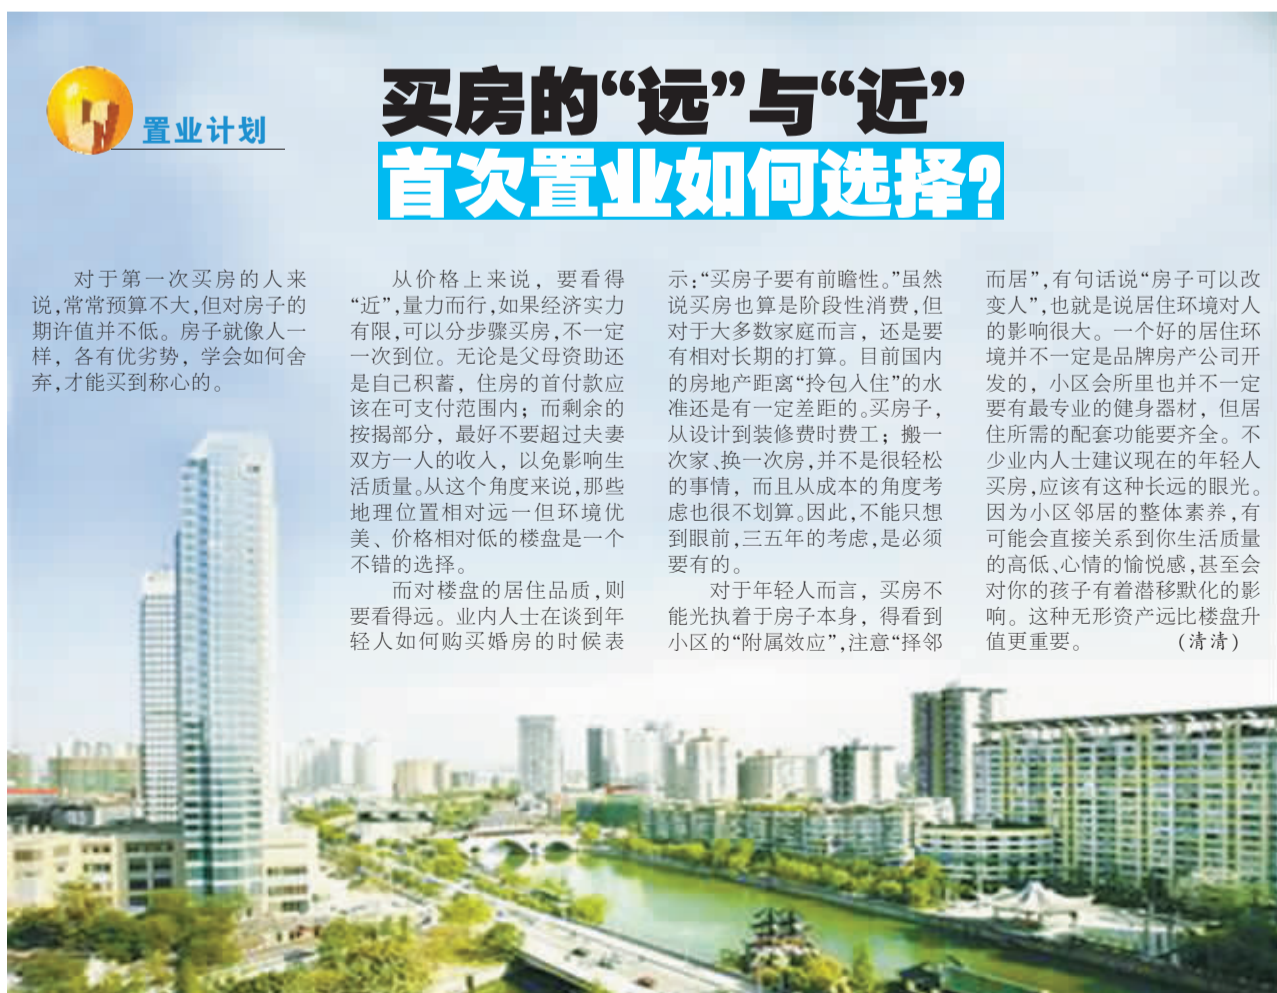 置业计划
买房的“远”与“近”
首次置业如何选择?
对于第一次买房的人来
说,常常预算不大,但对房子的
期许值并不低。房子就像人一
样，各有优劣势，学会如何舍
弃,才能买到称心的。
从价格上来说，要看得
“近”,量力而行,如果经济实力
有限,可以分步骤买房,不一定
一次到位。无论是父母资助还
是自己积蓄，住房的首付款应
该在可支付范围内；而剩余的
按揭部分，最好不要超过夫妻
双方一人的收入，以免影响生
活质量。从这个角度来说,那些
地理位置相对远一但环境优
美、价格相对低的楼盘是一个
不错的选择。
而对楼盘的居住品质,则
要看得远。业内人士在谈到年
轻人如何购买婚房的时候表
示:“买房子要有前瞻性。”虽然
说买房也算是阶段性消费,但
对于大多数家庭而言，还是要
有相对长期的打算。目前国内
的房地产距离“拎包入住”的水
准还是有一定差距的。买房子，
从设计到装修费时费工；搬一
次家、换一次房,并不是很轻松
的事情，而且从成本的角度考
虑也很不划算。因此,不能只想
到眼前,三五年的考虑,是必须
要有的。
对于年轻人而言，买房不
能光执着于房子本身，得看到
小区的“附属效应”,注意“择邻
而居”,有句话说“房子可以改
变人”,也就是说居住环境对人
的影响很大。一个好的居住环
境并不一定是品牌房产公司开
发的，小区会所里也并不一定
要有最专业的健身器材，但居
住所需的配套功能要齐全。不
少业内人士建议现在的年轻人
买房,应该有这种长远的眼光。
因为小区邻居的整体素养,有
可能会直接关系到你生活质量
的高低、心情的愉悦感,甚至会
对你的孩子有着潜移默化的影
响。这种无形资产远比楼盘升
值更重要。 (清清)